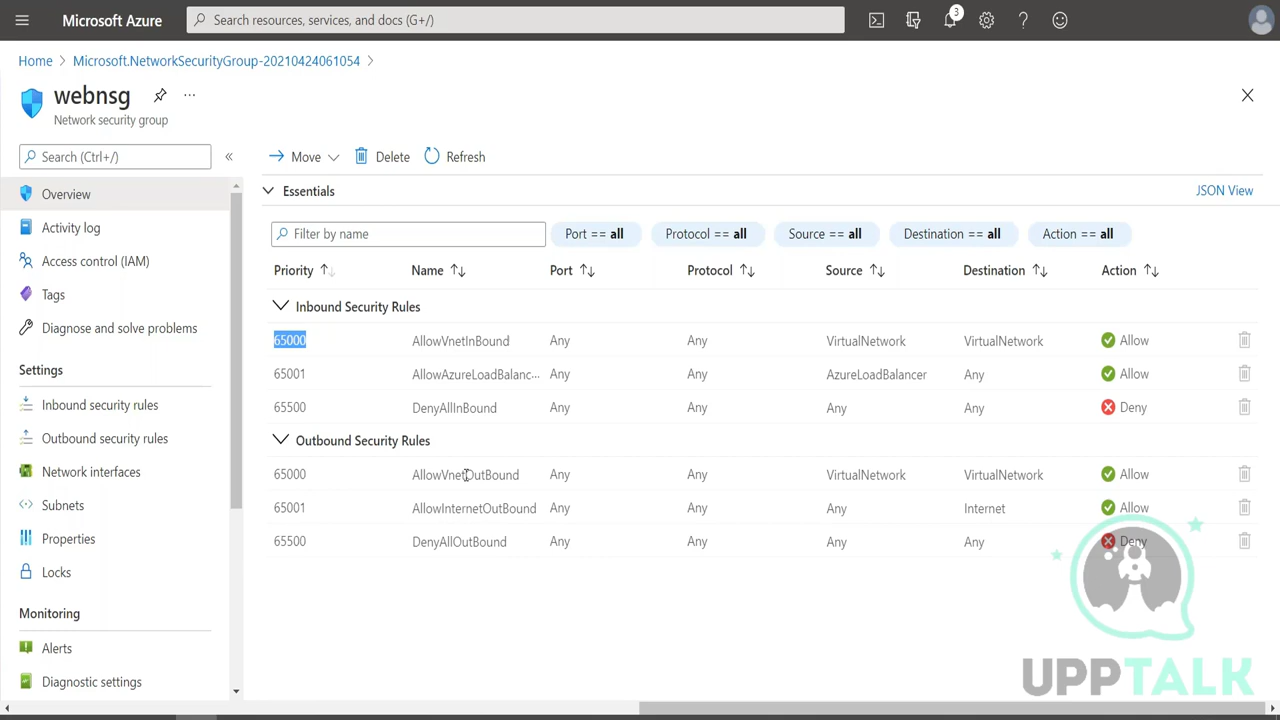 Microsoft Azure
Search resources, services, and docs (G+/)
3
Home > Microsoft.NetworkSecurityGroup-20210424061054 >
webnsg ...
Network security group
Search (Ctrl+/) «
Move Delete Refresh
Overview
Activity log
Access control (IAM)
Tags
Diagnose and solve problems
Settings
Inbound security rules
Outbound security rules
Network interfaces
Subnets
Properties
Locks
Monitoring
Alerts
Diagnostic settings
Essentials JSON View
Filter by name Port == all Protocol == all Source == all Destination == all Action == all
Priority Name Port Protocol Source Destination Action
Inbound Security Rules
65000 AllowVnetInBound Any Any VirtualNetwork VirtualNetwork Allow
65001 AllowAzureLoadBalanc... Any Any AzureLoadBalancer Any Allow
65500 DenyAllInBound Any Any Any Any Deny
Outbound Security Rules
65000 AllowVnetOutBound Any Any VirtualNetwork VirtualNetwork Allow
65001 AllowInternetOutBound Any Any Any Internet Allow
65500 DenyAllOutBound Any Any Any Any Deny
UPPTALK